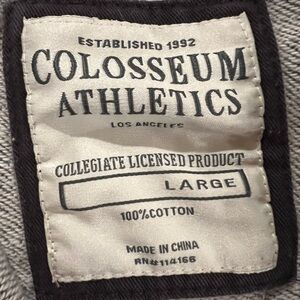 ESTABLISHED 1992
COLOSSEUM
ATHLETICS
LOS ANGELES
COLLEGIATE LICENSED PRODUCT
LARGE
100% COTTON
MADE IN CHINA
RN#114166